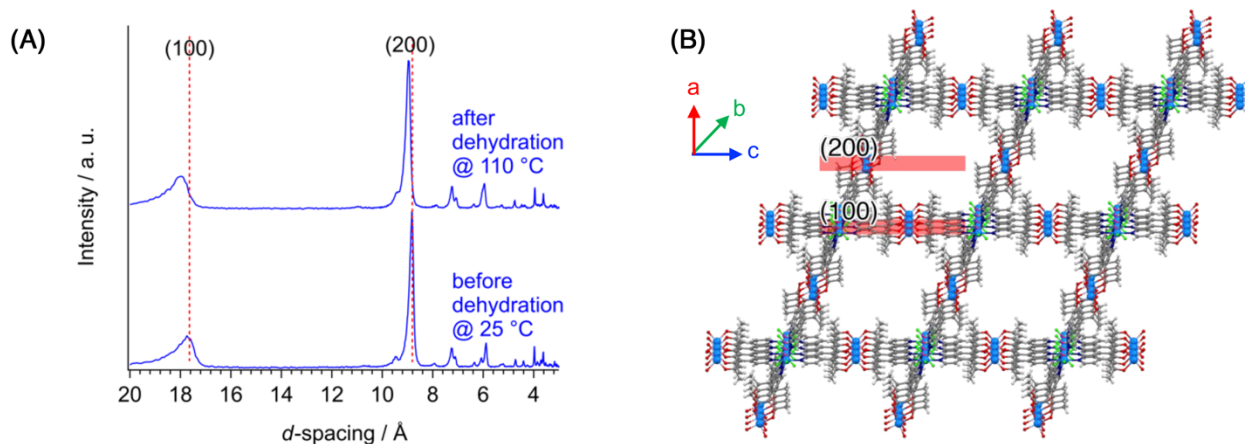 (A)
(100)
(200)
after
dehydration
@ 110 °C
before
dehydration
@ 25 °C
Intensity / a. u.
20 18 16 14 12 10 8 6 4
d-spacing / Å
(B)
a
b
c
(200)
(100)